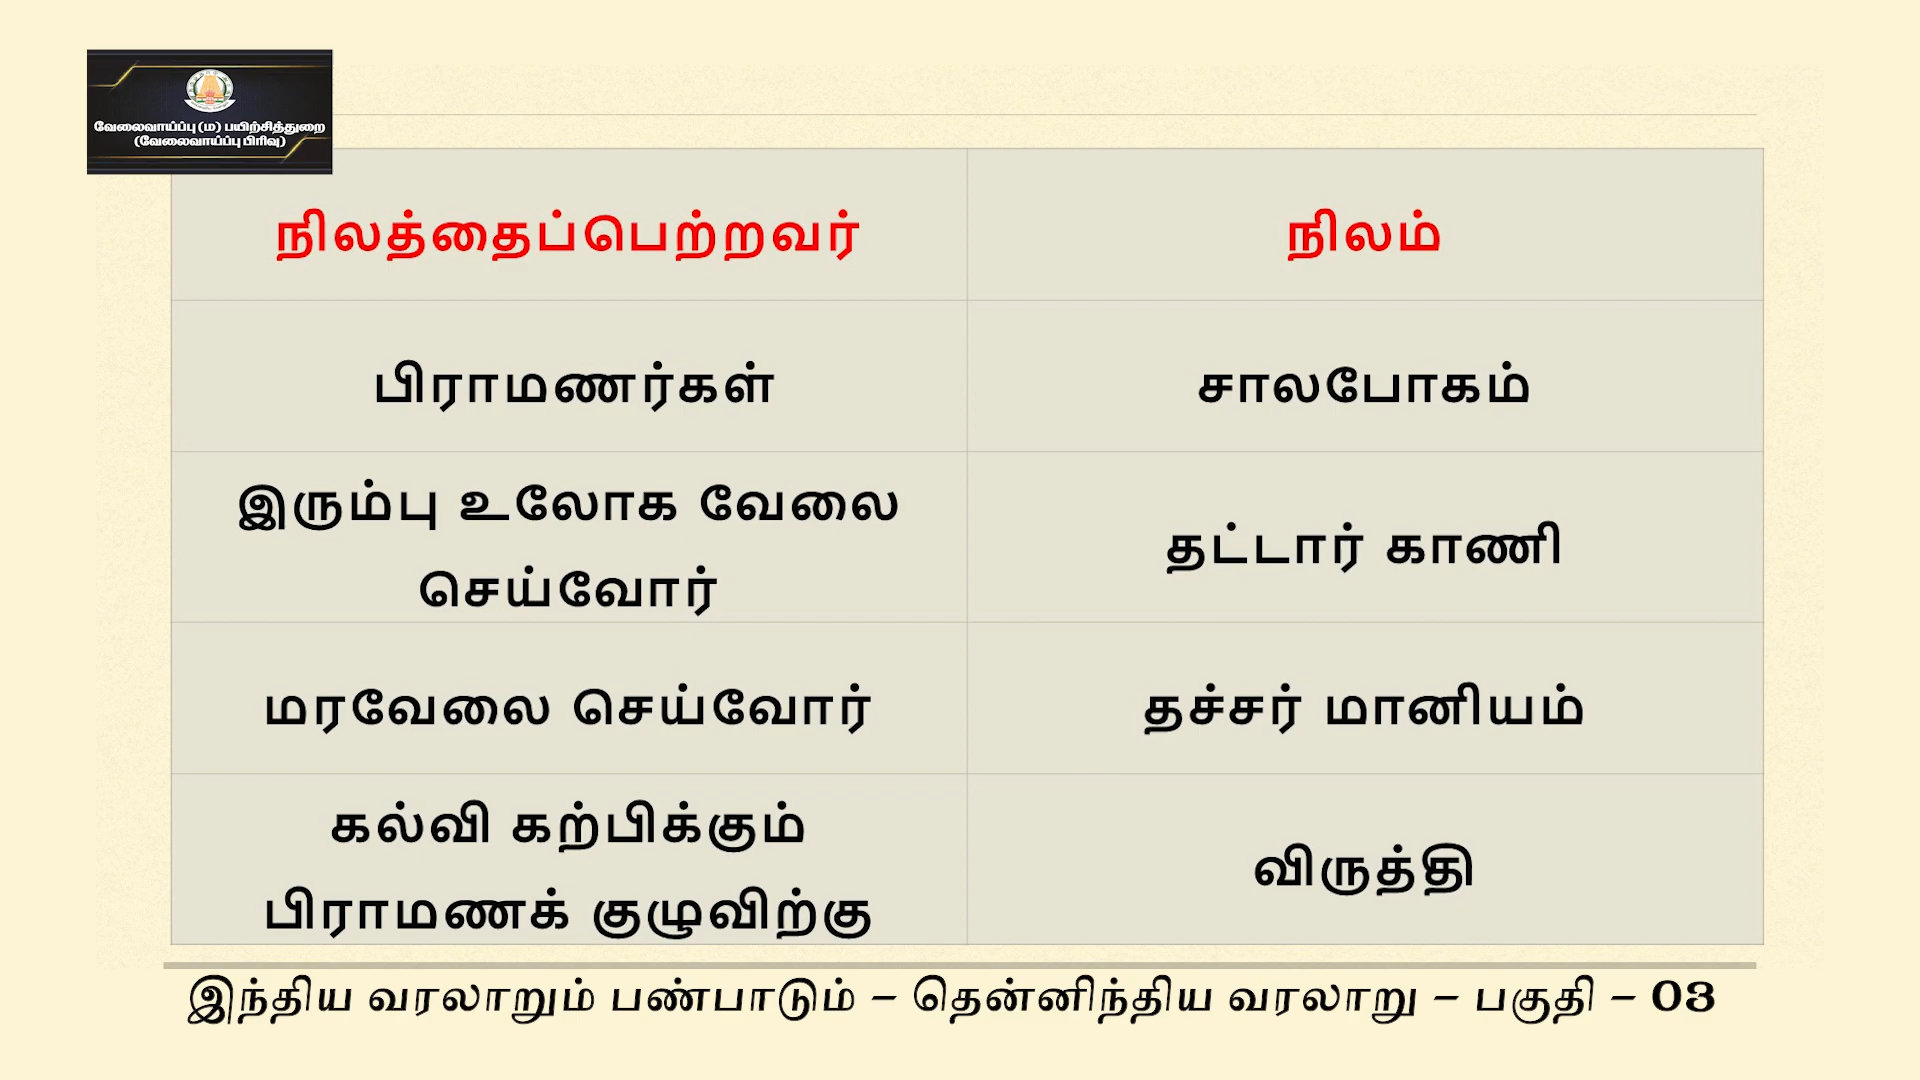 வேலைவாய்ப்பு (ம) பயிற்சித்துறை
(வேலைவாய்ப்பு பிரிவு)
நிலத்தைப்பெற்றவர்
நிலம்
பிராமணர்கள்
சாலபோகம்
இரும்பு உலோக வேலை
செய்வோர்
தட்டார் காணி
மரவேலை செய்வோர்
தச்சர் மானியம்
கல்வி கற்பிக்கும்
பிராமணக் குழுவிற்கு
விருத்தி
இந்திய வரலாறும் பண்பாடும் – தென்னிந்திய வரலாறு – பகுதி – 03